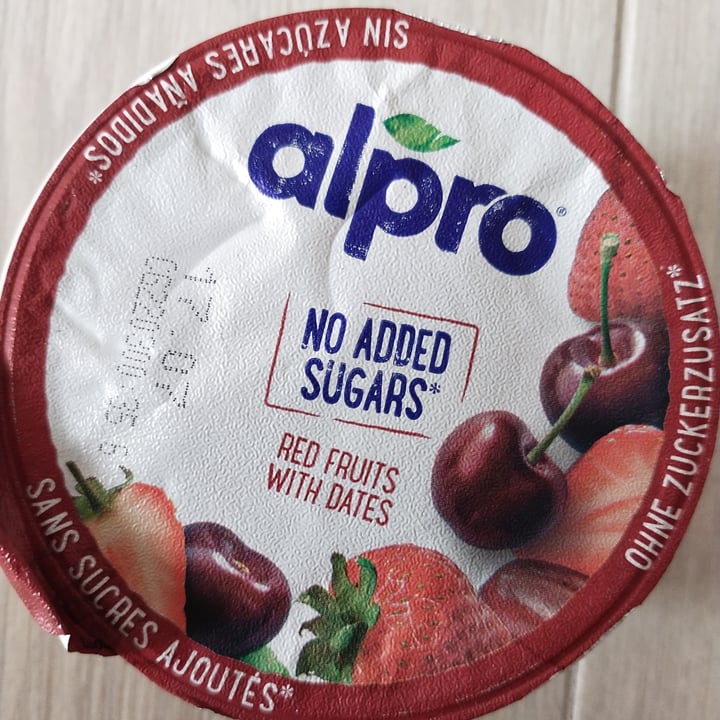 SIN AZÚCARES AÑADIDOS*
alpro®
NO ADDED
SUGARS*
RED FRUITS
WITH DATES
OHNE ZUCKERZUSATZ*
SANS SUCRES AJOUTÉS*